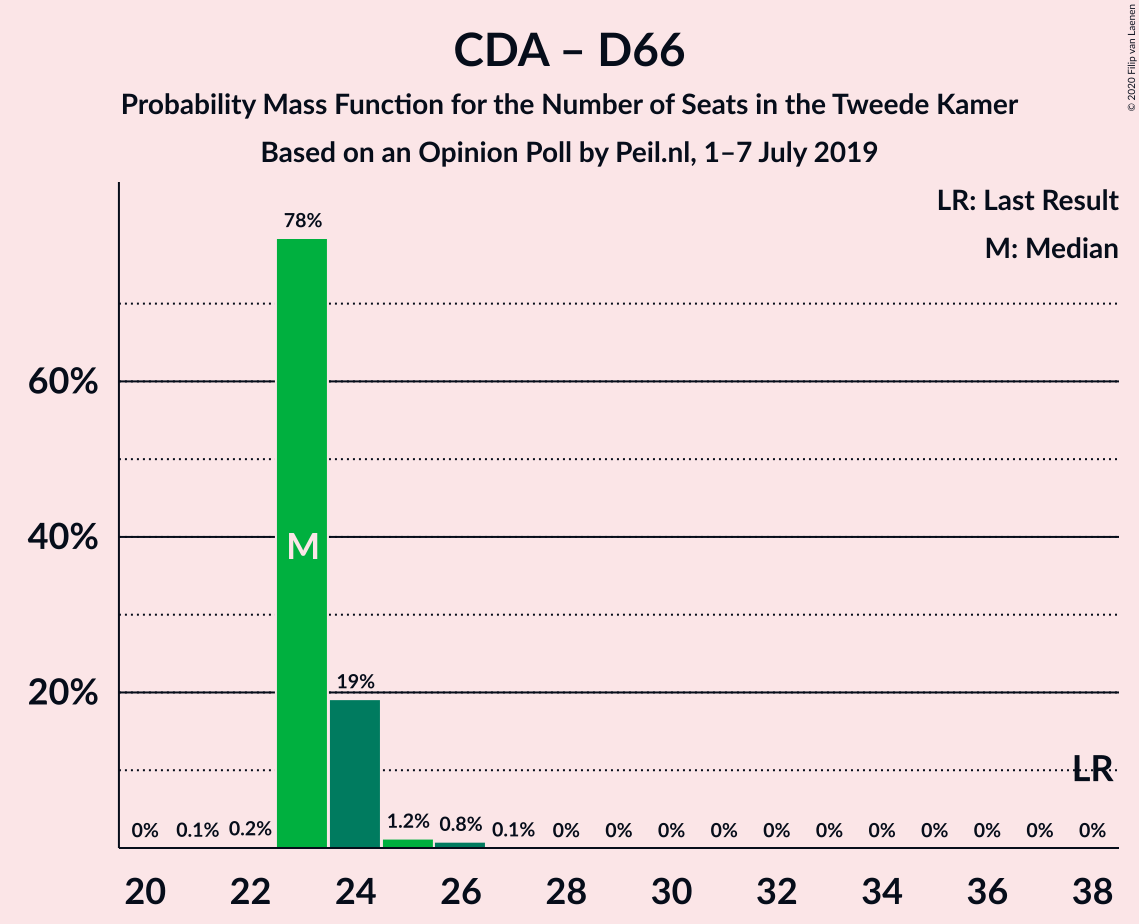 CDA – D66
Probability Mass Function for the Number of Seats in the Tweede Kamer
Based on an Opinion Poll by Peil.nl, 1–7 July 2019
© 2020 Filip van Laenen
LR: Last Result
M: Median
78%
60%
40%
M
20%
19%
LR
0% 0.1% 0.2% 1.2% 0.8% 0.1% 0% 0% 0% 0% 0% 0% 0% 0% 0% 0% 0%
20 22 24 26 28 30 32 34 36 38